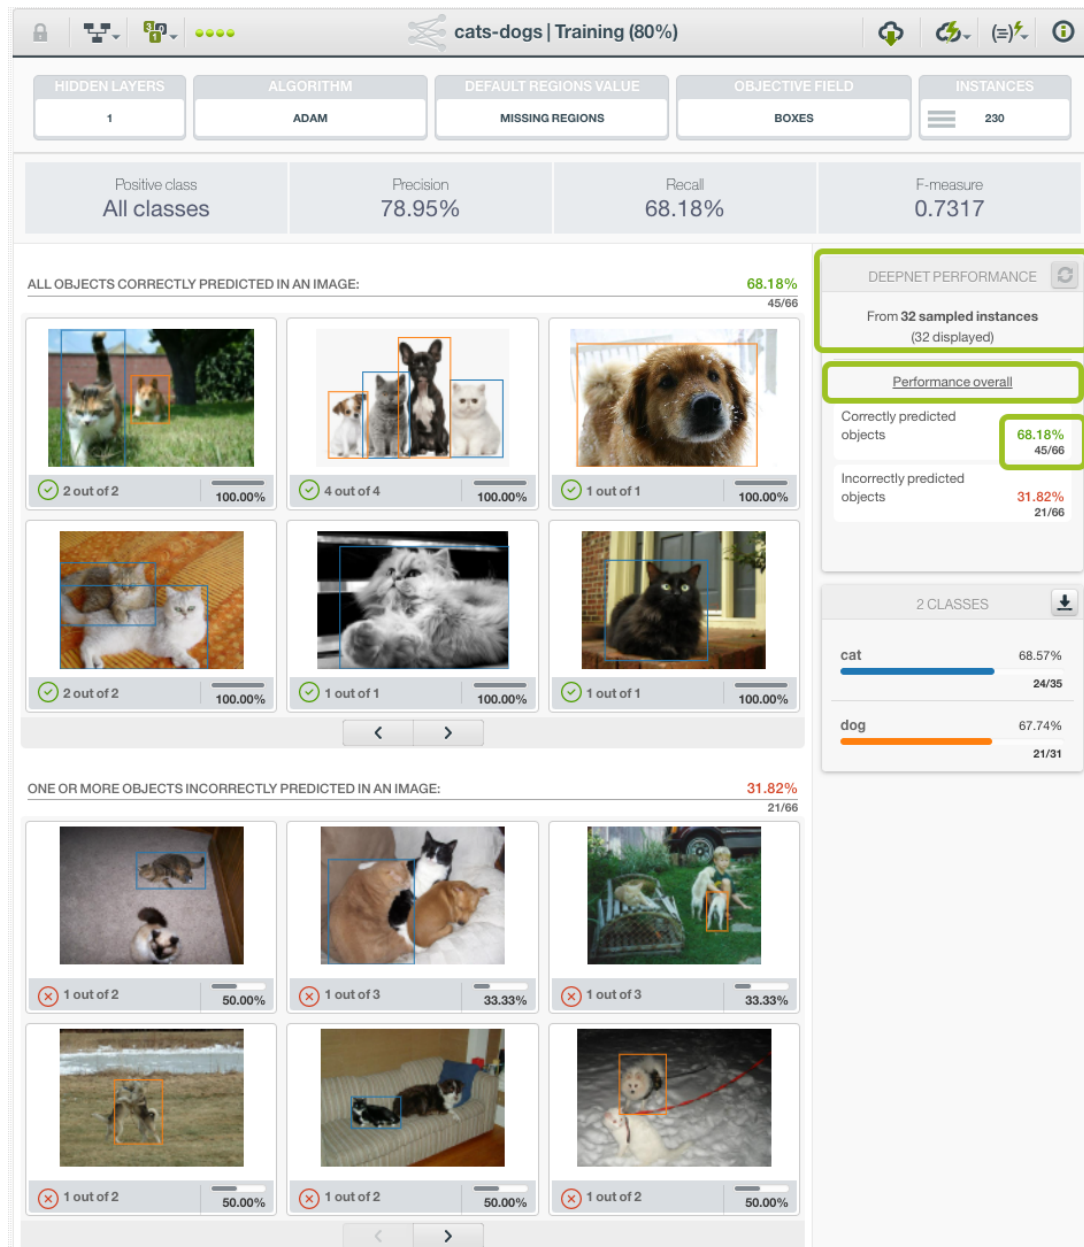 cats-dogs | Training (80%)
HIDDEN LAYERS
1
ALGORITHM
ADAM
DEFAULT REGIONS VALUE
MISSING REGIONS
OBJECTIVE FIELD
BOXES
INSTANCES
230
Positive class
All classes
Precision
78.95%
Recall
68.18%
F-measure
0.7317
ALL OBJECTS CORRECTLY PREDICTED IN AN IMAGE:
68.18%
45/66
2 out of 2
100.00%
4 out of 4
100.00%
1 out of 1
100.00%
2 out of 2
100.00%
1 out of 1
100.00%
1 out of 1
100.00%
ONE OR MORE OBJECTS INCORRECTLY PREDICTED IN AN IMAGE:
31.82%
21/66
1 out of 2
50.00%
1 out of 3
33.33%
1 out of 3
33.33%
1 out of 2
50.00%
1 out of 2
50.00%
1 out of 2
50.00%
DEEPNET PERFORMANCE
From 32 sampled instances
(32 displayed)
Performance overall
Correctly predicted
objects
68.18%
45/66
Incorrectly predicted
objects
31.82%
21/66
2 CLASSES
cat
68.57%
24/35
dog
67.74%
21/31